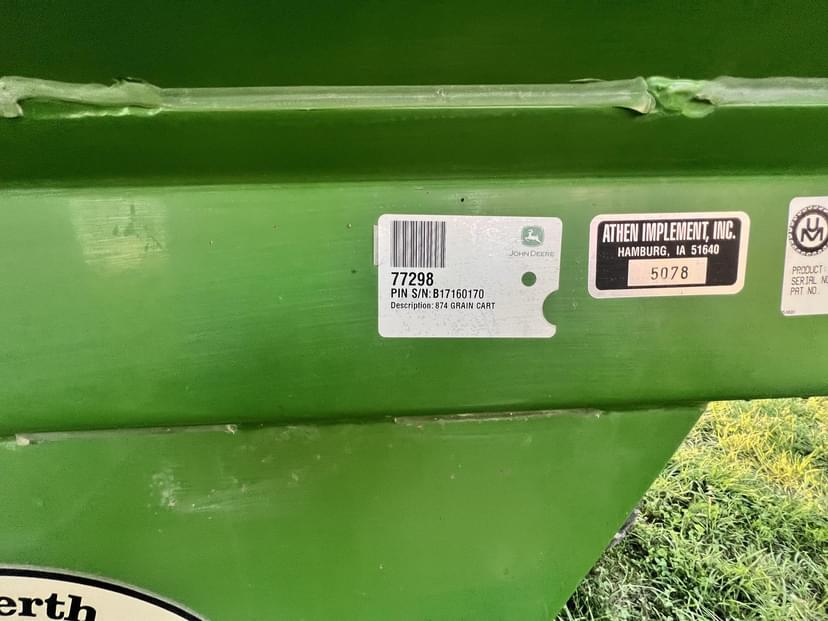 77298
PIN S/N: B17160170
Description: 874 GRAIN CART
JOHN DEERE
ATHEN IMPLEMENT, INC.
HAMBURG, IA 51640
5078
UM
PRODUCT:
SERIAL NO
PAT NO.
erth